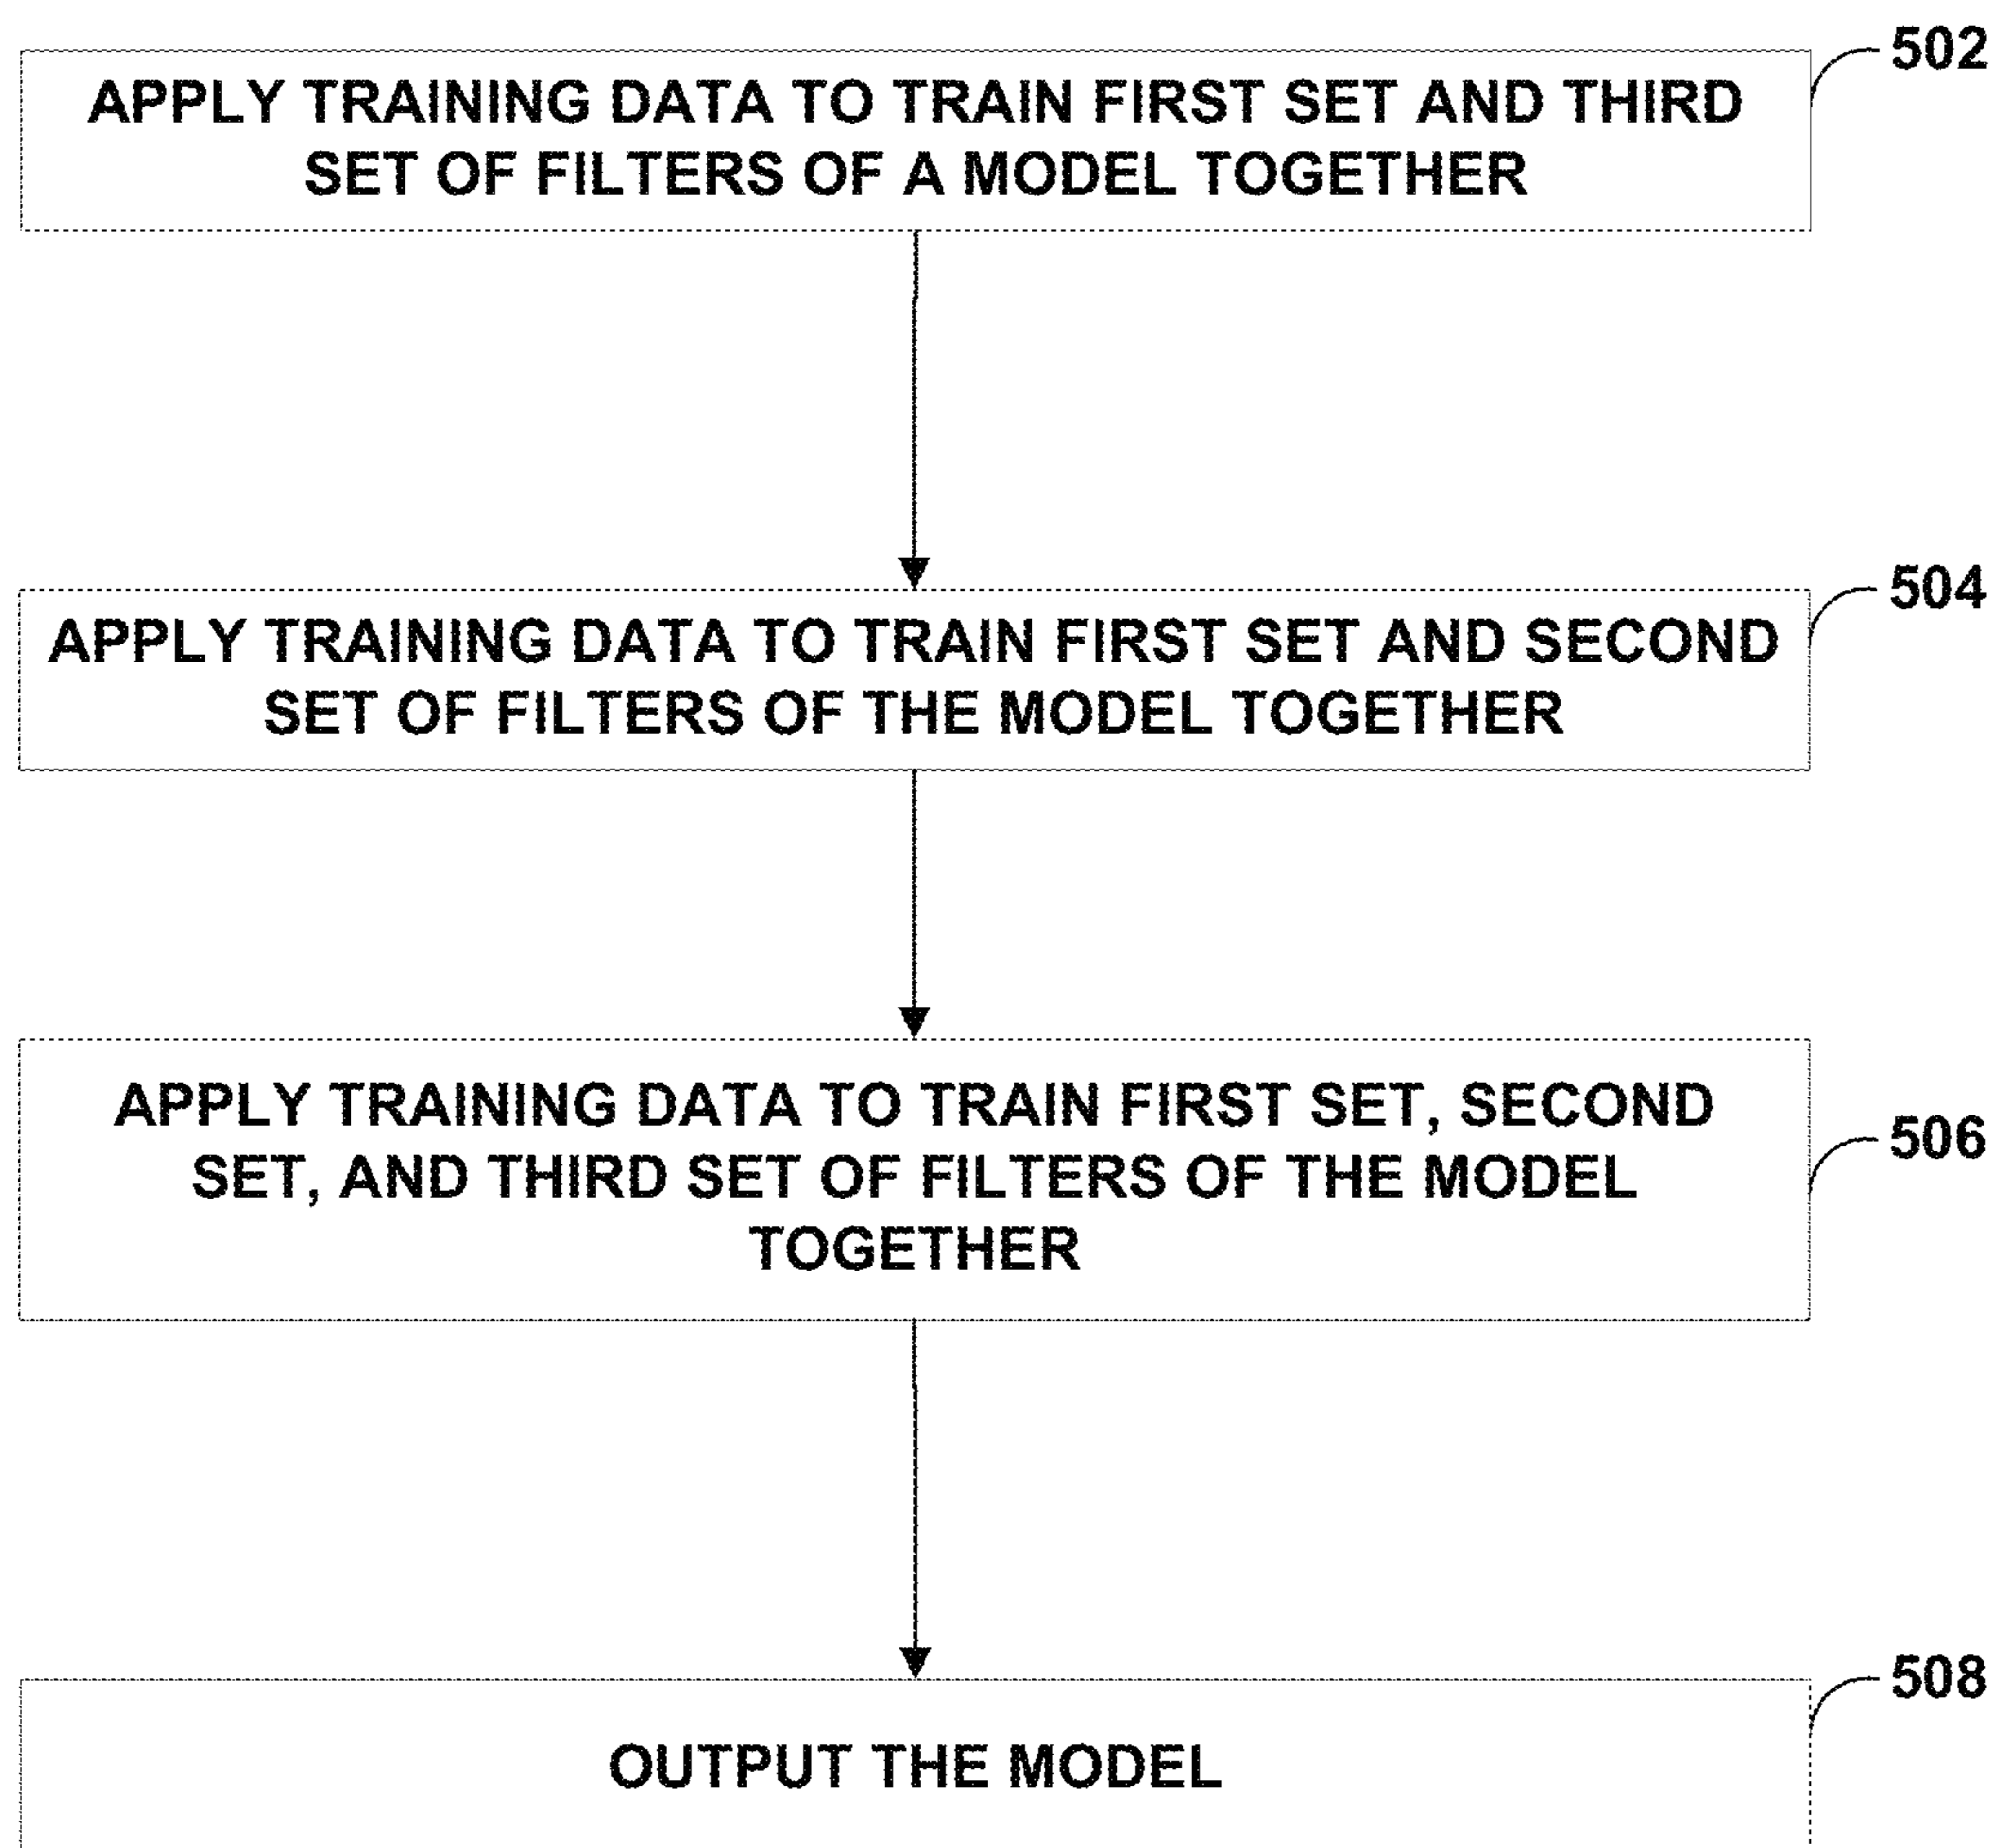 502
APPLY TRAINING DATA TO TRAIN FIRST SET AND THIRD
SET OF FILTERS OF A MODEL TOGETHER
504
APPLY TRAINING DATA TO TRAIN FIRST SET AND SECOND
SET OF FILTERS OF THE MODEL TOGETHER
506
APPLY TRAINING DATA TO TRAIN FIRST SET, SECOND
SET, AND THIRD SET OF FILTERS OF THE MODEL
TOGETHER
508
OUTPUT THE MODEL